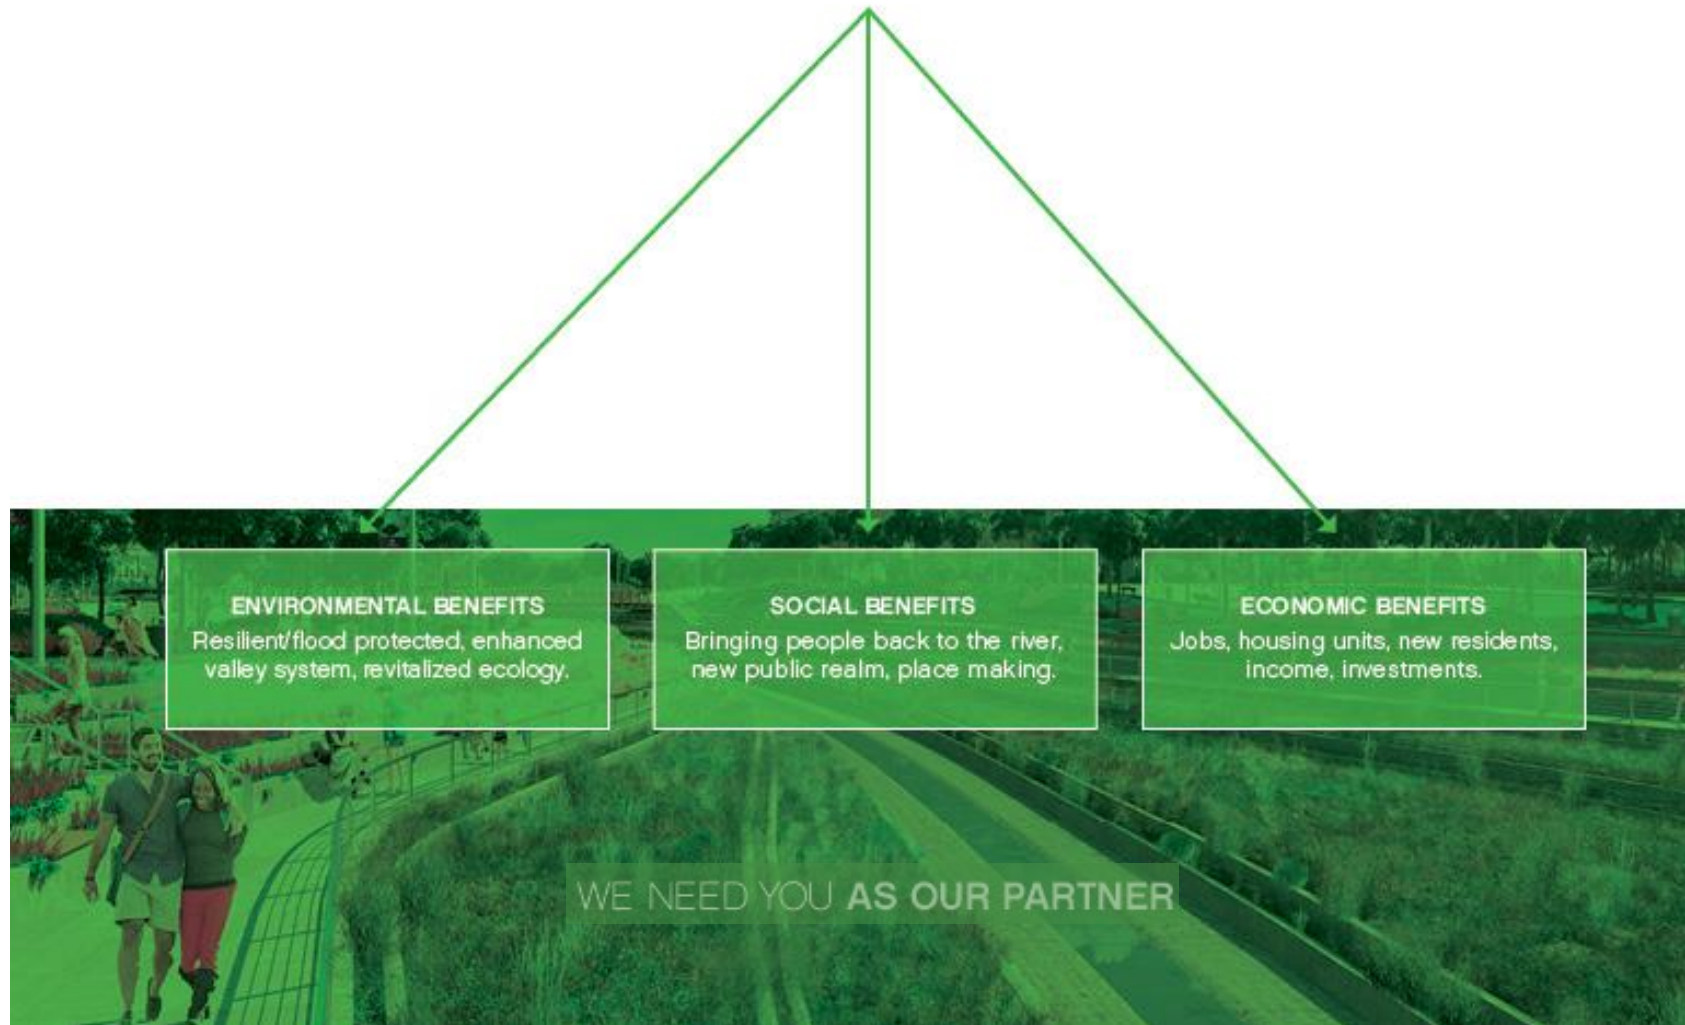 ENVIRONMENTAL BENEFITS
Resilient/flood protected, enhanced
valley system, revitalized ecology.
SOCIAL BENEFITS
Bringing people back to the river,
new public realm, place making.
ECONOMIC BENEFITS
Jobs, housing units, new residents,
income, investments.
WE NEED YOU AS OUR PARTNER